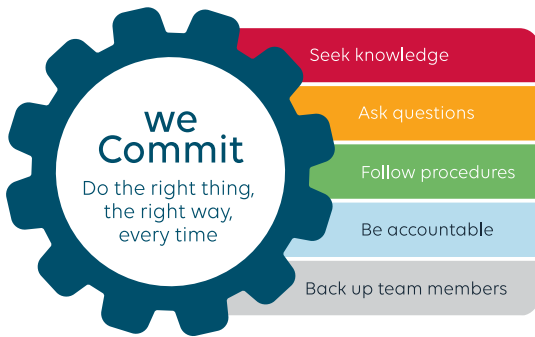 we
Commit
Do the right thing,
the right way,
every time
Seek knowledge
Ask questions
Follow procedures
Be accountable
Back up team members